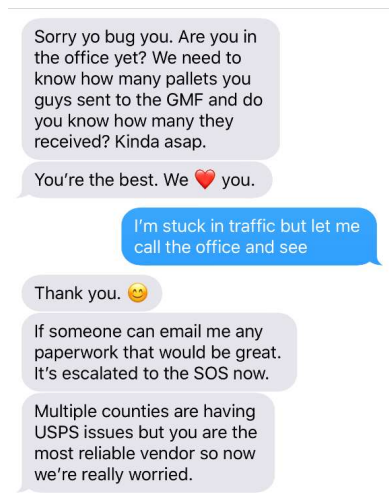 Sorry yo bug you. Are you in
the office yet? We need to
know how many pallets you
guys sent to the GMF and do
you know how many they
received? Kinda asap.
You're the best. We ❤️ you.
I'm stuck in traffic but let me
call the office and see
Thank you. 😊
If someone can email me any
paperwork that would be great.
It's escalated to the SOS now.
Multiple counties are having
USPS issues but you are the
most reliable vendor so now
we're really worried.